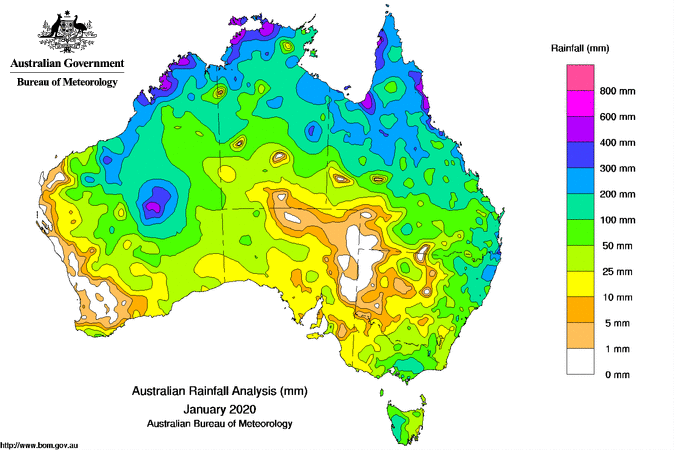 Australian Government
Bureau of Meteorology
Rainfall (mm)
800 mm
600 mm
400 mm
300 mm
200 mm
100 mm
50 mm
25 mm
10 mm
5 mm
1 mm
0 mm
Australian Rainfall Analysis (mm)
January 2020
Australian Bureau of Meteorology
http://www.bom.gov.au